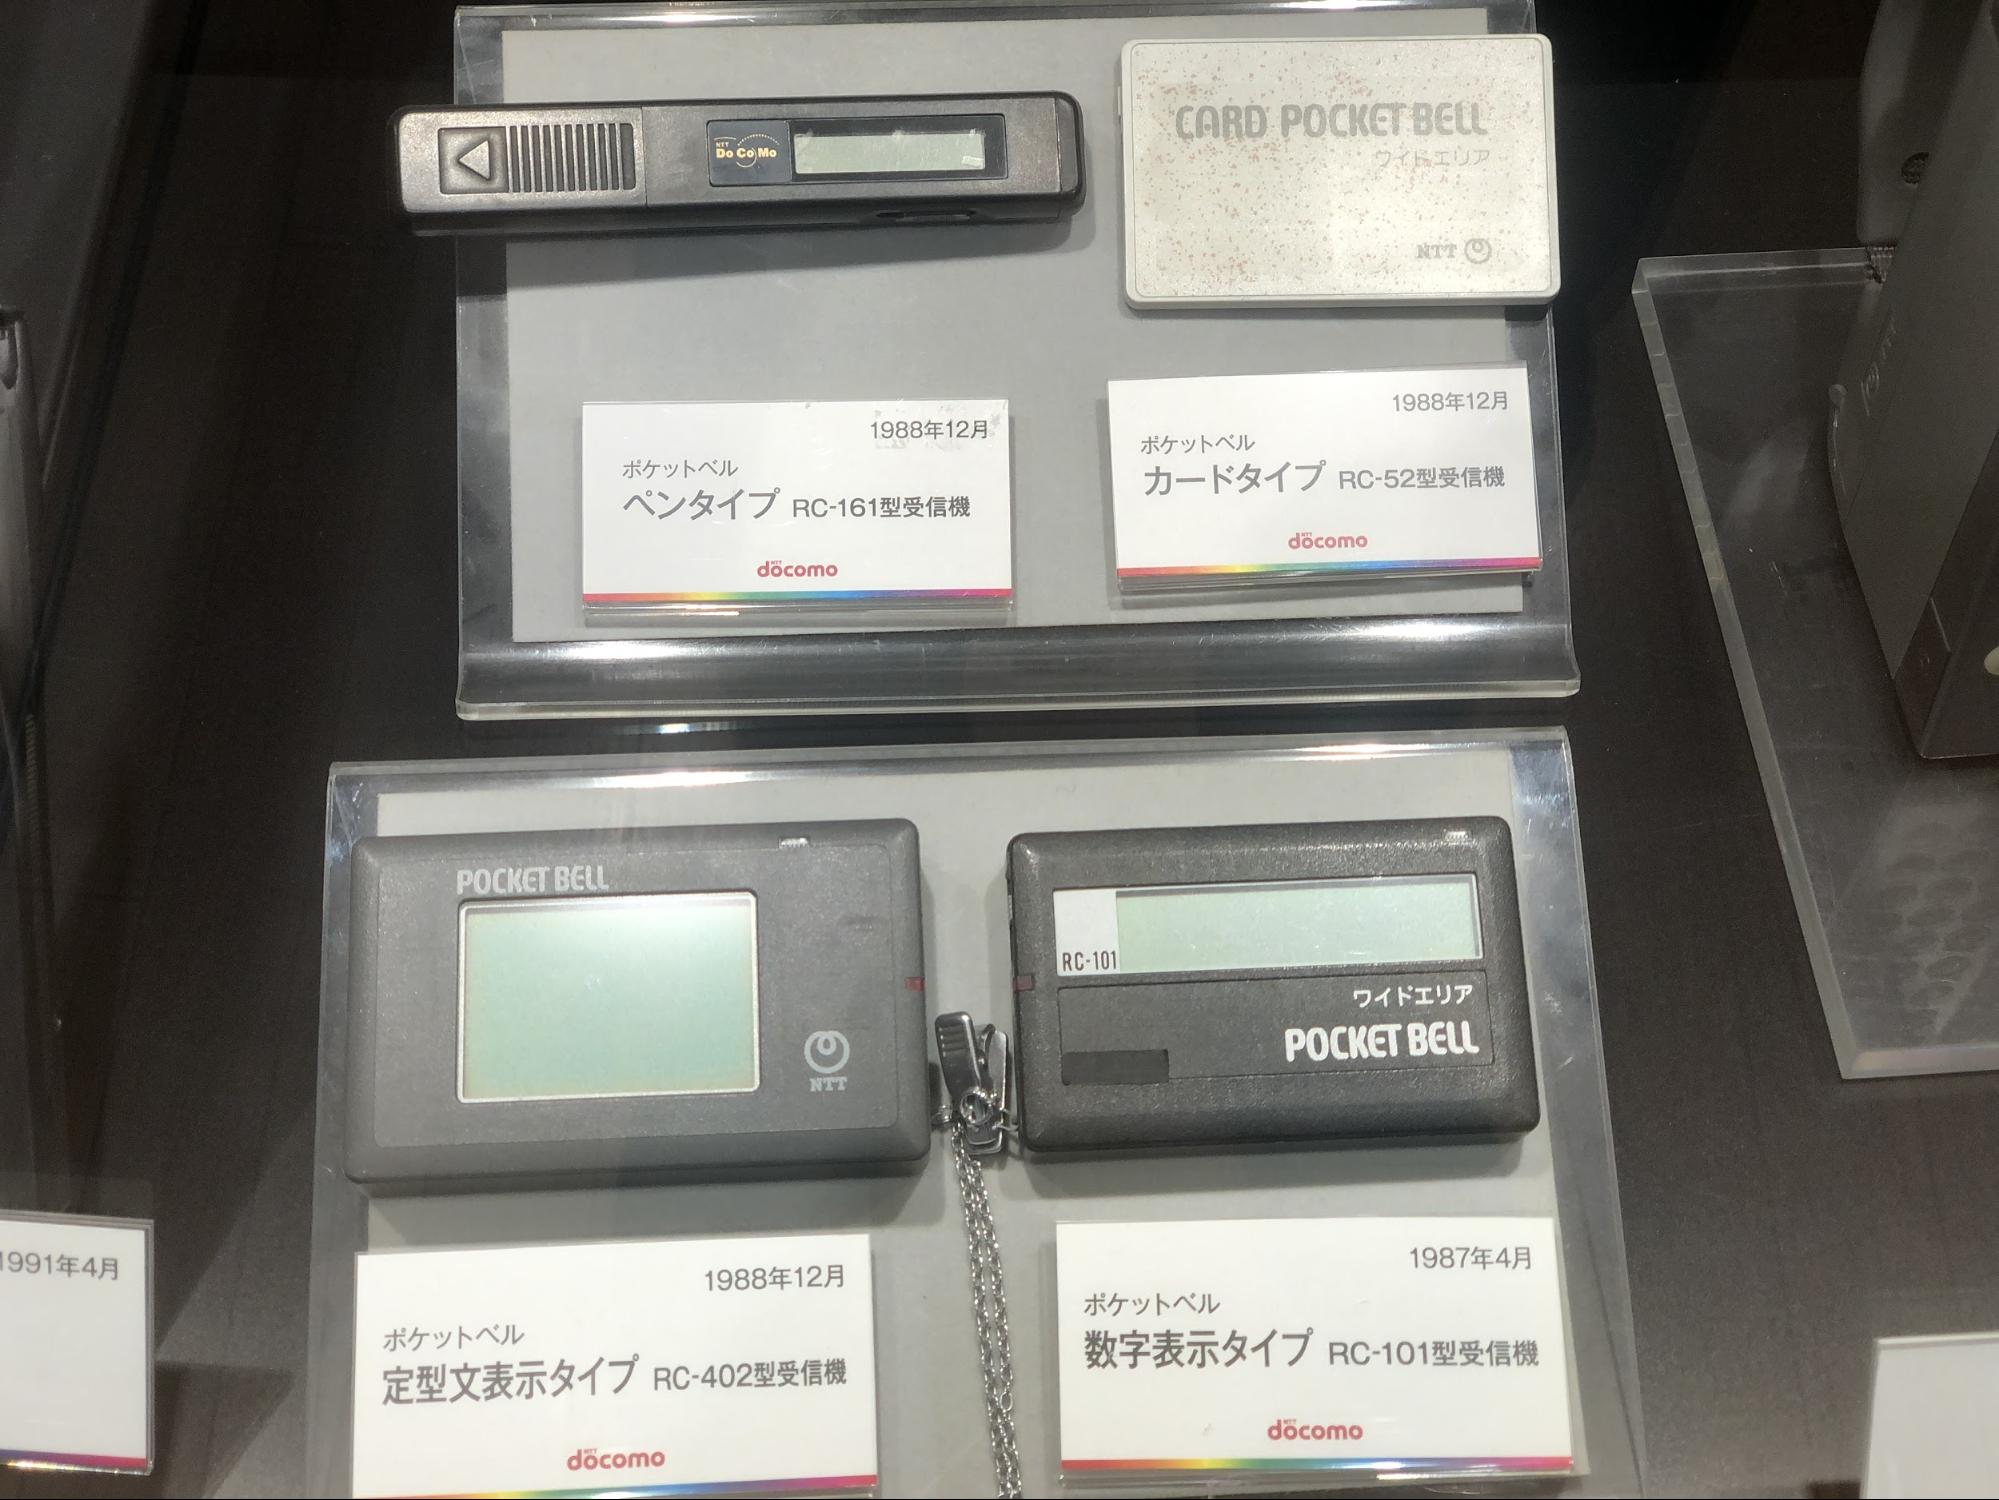 NTT
DoCoMo
CARD POCKET BELL
ワイドエリア
NTT
1988年12月
ポケットベル
ペンタイプ RC-161型受信機
NTT
docomo
1988年12月
ポケットベル
カードタイプ RC-52型受信機
NTT
docomo
POCKET BELL
NTT
RC-101
ワイドエリア
POCKET BELL
1991年4月
1988年12月
ポケットベル
定型文表示タイプ RC-402型受信機
NTT
docomo
1987年4月
ポケットベル
数字表示タイプ RC-101型受信機
NTT
docomo